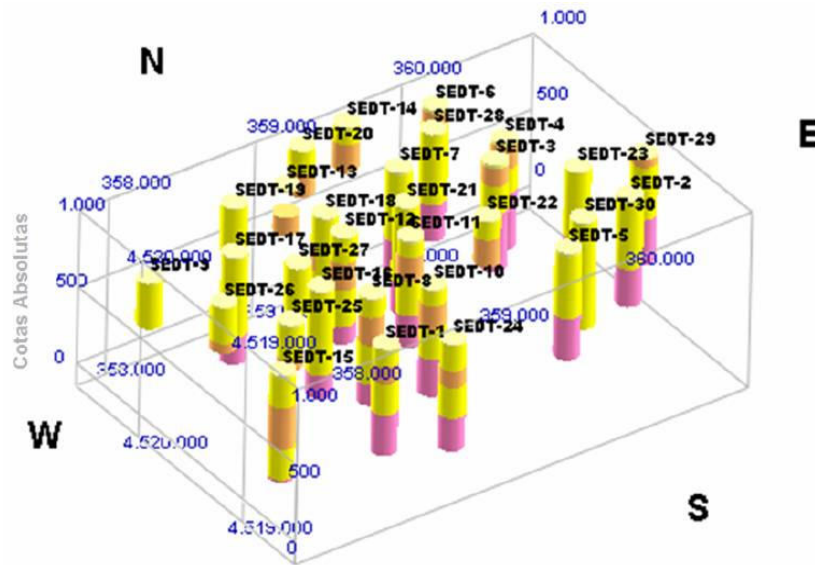 1.000
N
360.000
SEDT-6
500
SEDT-14
SEDT-28
359.000
SEDT-20
SEDT-4
SEDT-3
SEDT-29
SEDT-7
SEDT-23
0
SEDT-13
358.000
SEDT-19
SEDT-18
SEDT-21
SEDT-2
1.000
SEDT-12
SEDT-11
SEDT-22
SEDT-30
SEDT-17
SEDT-5
SEDT-27
360.000
SEDT-9
SEDT-16
SEDT-8
SEDT-10
500
SEDT-26
SEDT-25
359.000
4.519.000
SEDT-1
SEDT-24
0
SEDT-15
358.000
353.000
1.000
W
4.520.000
500
S
4.519.000
0
Cotas Absolutas